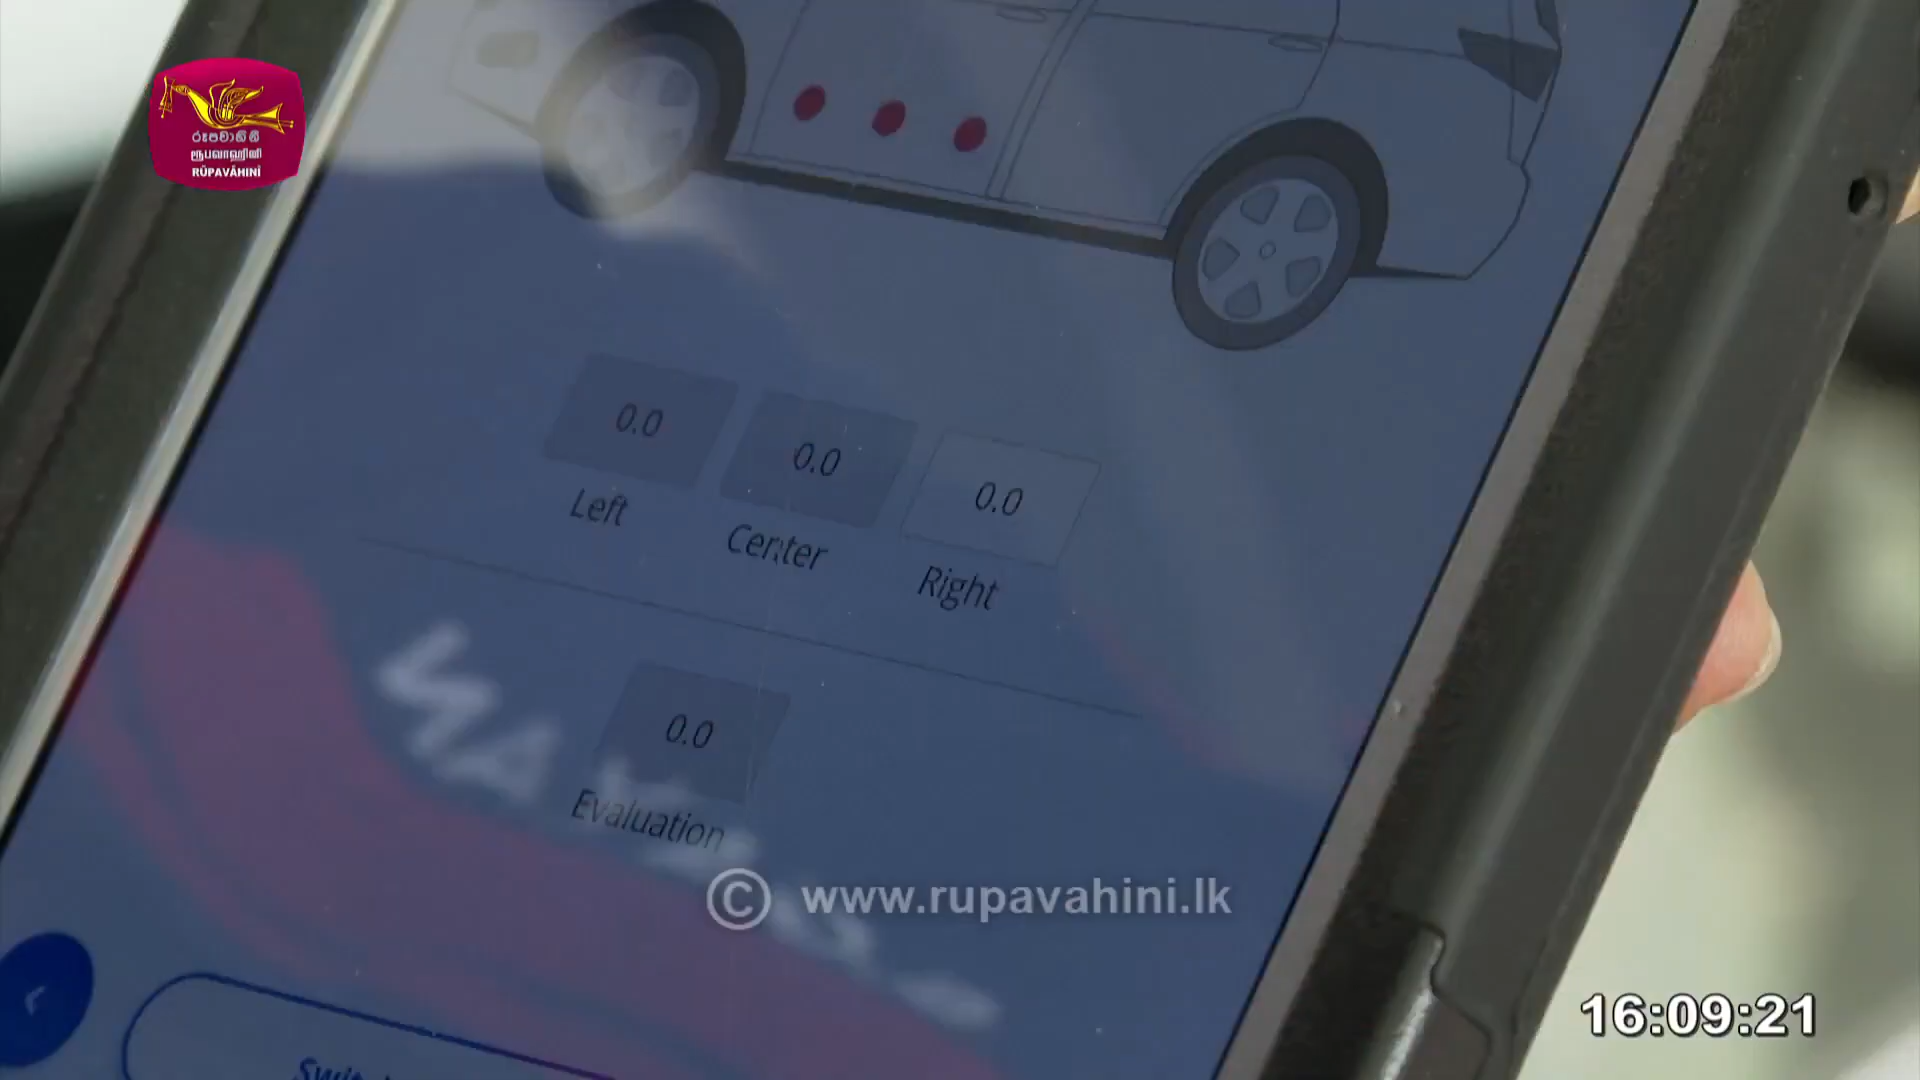 රූපවාහිනී
ரூபவாஹினி
RŪPAVĀHINĪ
0.0
0.0
0.0
Left
Center
Right
0.0
Evaluation
© www.rupavahini.lk
16:09:21